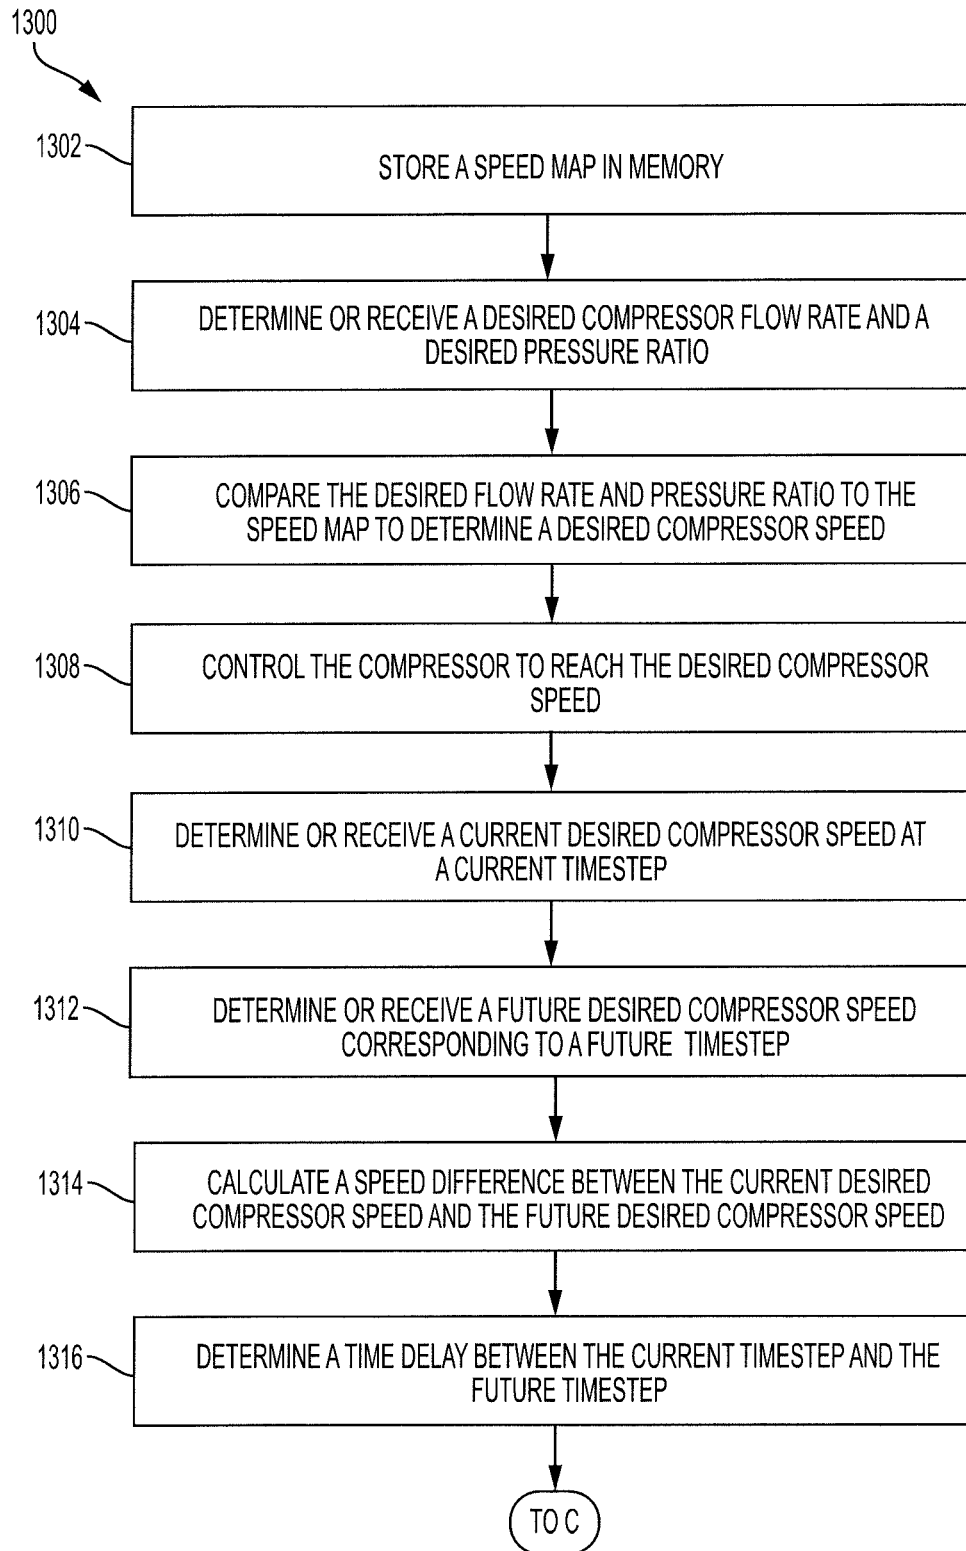 1300
1302
STORE A SPEED MAP IN MEMORY
1304
DETERMINE OR RECEIVE A DESIRED COMPRESSOR FLOW RATE AND A
DESIRED PRESSURE RATIO
1306
COMPARE THE DESIRED FLOW RATE AND PRESSURE RATIO TO THE
SPEED MAP TO DETERMINE A DESIRED COMPRESSOR SPEED
1308
CONTROL THE COMPRESSOR TO REACH THE DESIRED COMPRESSOR
SPEED
1310
DETERMINE OR RECEIVE A CURRENT DESIRED COMPRESSOR SPEED AT
A CURRENT TIMESTEP
1312
DETERMINE OR RECEIVE A FUTURE DESIRED COMPRESSOR SPEED
CORRESPONDING TO A FUTURE TIMESTEP
1314
CALCULATE A SPEED DIFFERENCE BETWEEN THE CURRENT DESIRED
COMPRESSOR SPEED AND THE FUTURE DESIRED COMPRESSOR SPEED
1316
DETERMINE A TIME DELAY BETWEEN THE CURRENT TIMESTEP AND THE
FUTURE TIMESTEP
TO C